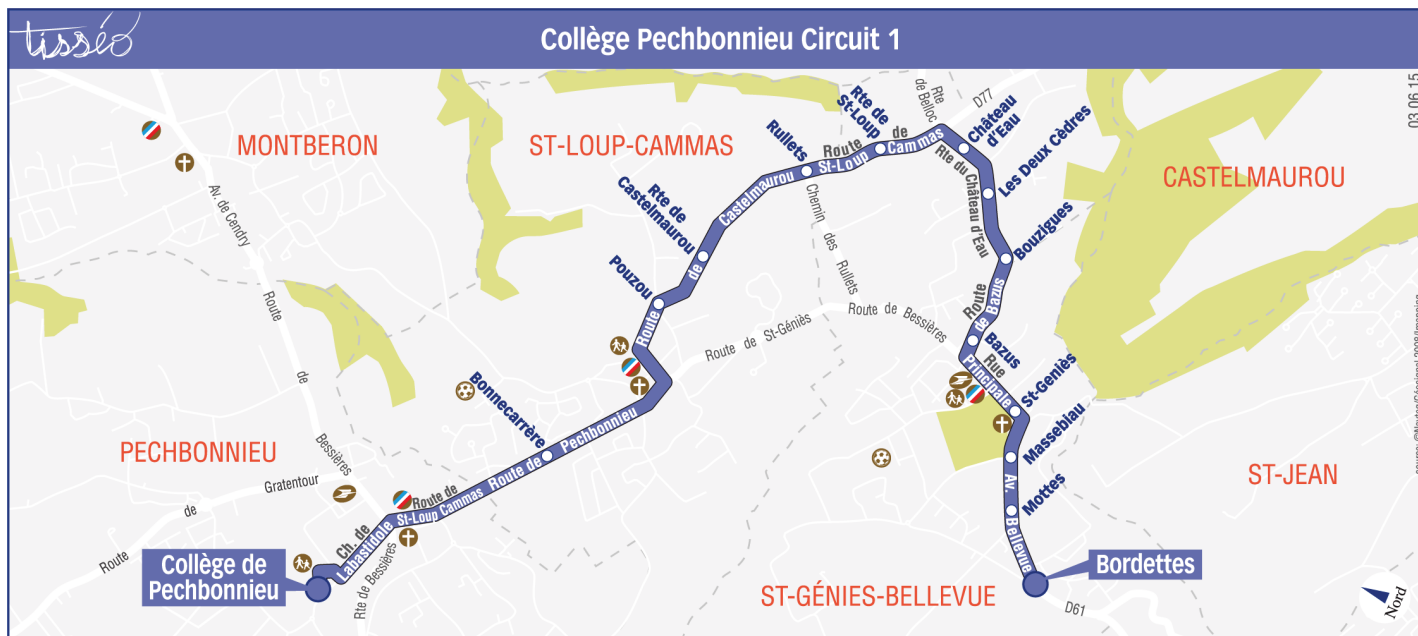 tisséo
Collège Pechbonnieu Circuit 1
03.06.15
MONTBERON
ST-LOUP-CAMMAS
CASTELMAUROU
PECHBONNIEU
ST-JEAN
ST-GÉNIES-BELLEVUE
Rte
de Belloc
D77
Château
d'Eau
Rte de
St-Loup
Rullets
Les Deux Cèdres
Bouzigues
Rte de
Castelmaurou
Pouzou
Bonnecarrère
Bazus
St-Geniès
Massebiau
Mottes
Route de
St-Loup Cammas
Rte du Château d'Eau
Route de Castelmaurou
Chemin des Rullets
Route de Bessières
Route de St-Géniès
Route
de Bazus
Rue
Principale
Av. Bellevue
Av. de Cendry
Route de Bessières
Route de Gratentour
Route de Pechbonnieu
Route de
St-Loup Cammas
Ch. de
Labastidole
Rte de Bessières
Collège de
Pechbonnieu
Bordettes
D61
Nord